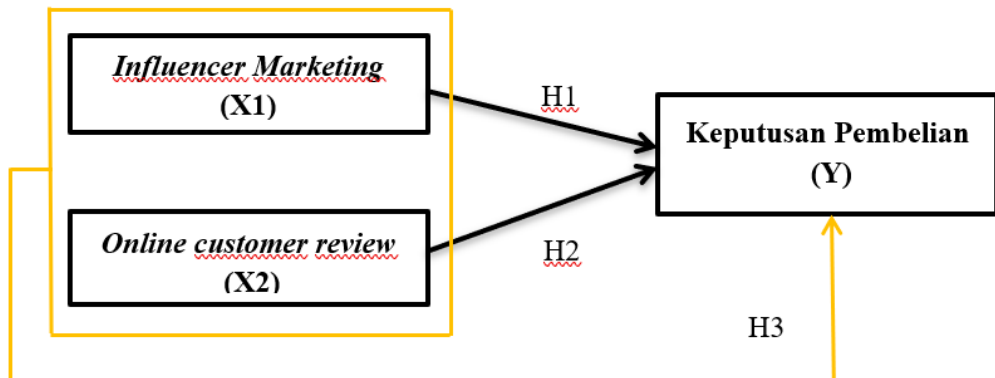 Influencer Marketing
(X1)
H1
Keputusan Pembelian
(Y)
Online customer review
(X2)
H2
H3